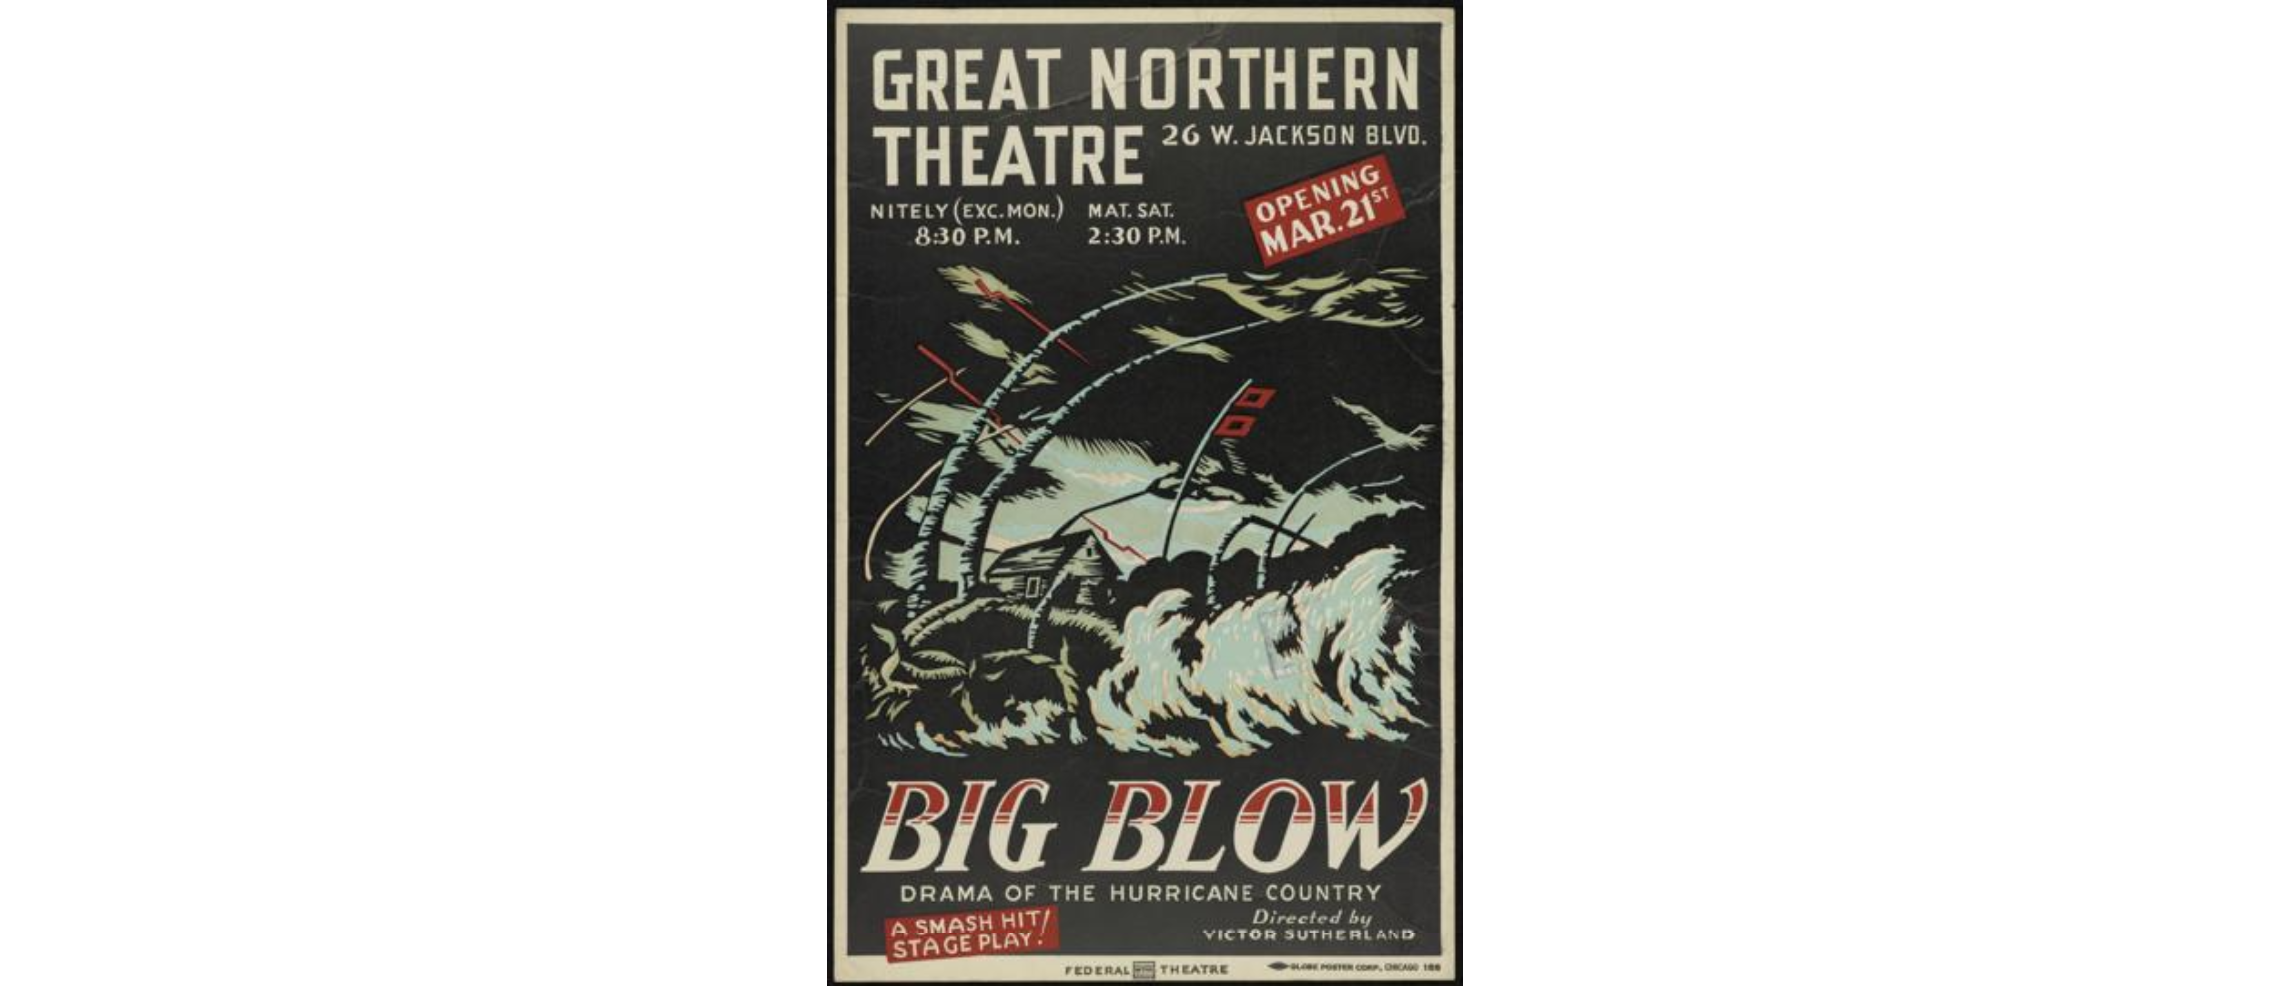 GREAT NORTHERN
THEATRE 26 W. JACKSON BLVD.
OPENING
MAR. 21ST
NITELY (EXC. MON.) MAT. SAT.
8:30 P.M. 2:30 P.M.
BIG BLOW
DRAMA OF THE HURRICANE COUNTRY
A SMASH HIT!
STAGE PLAY!
Directed by
VICTOR SUTHERLAND
FEDERAL THEATRE
GLOBE POSTER CORP., CHICAGO 188